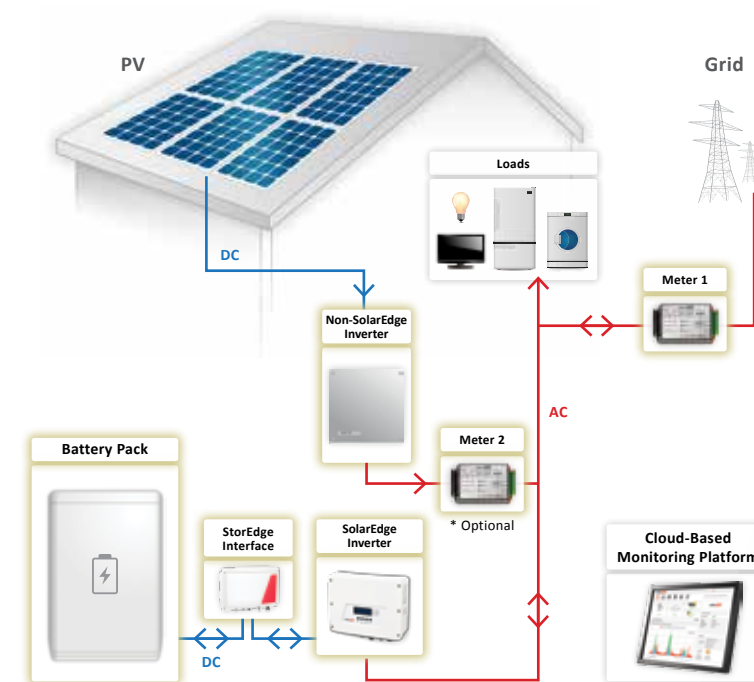 PV
Grid
Loads
DC
Meter 1
Non-SolarEdge
Inverter
AC
Meter 2
Battery Pack
* Optional
StorEdge
Interface
SolarEdge
Inverter
Cloud-Based
Monitoring Platform
DC